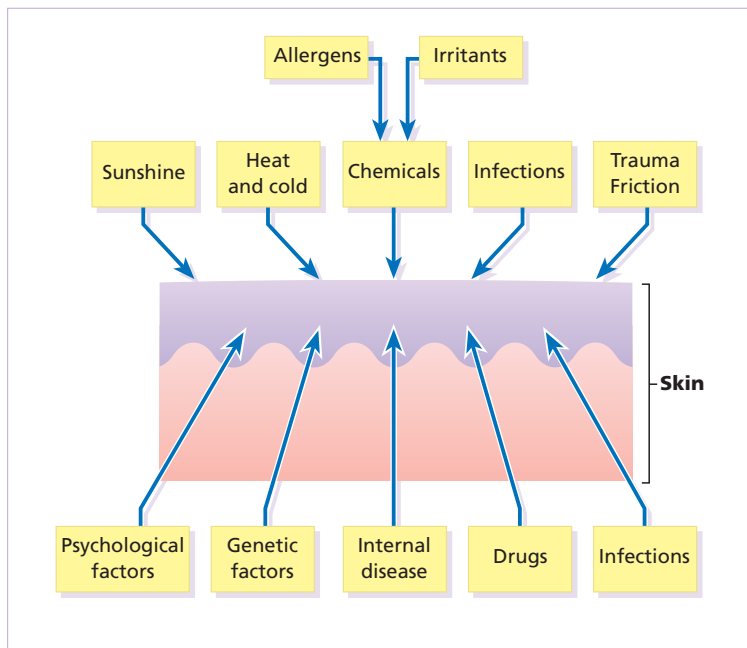 Allergens
Irritants
Sunshine
Heat
and cold
Chemicals
Infections
Trauma
Friction
Skin
Psychological
factors
Genetic
factors
Internal
disease
Drugs
Infections